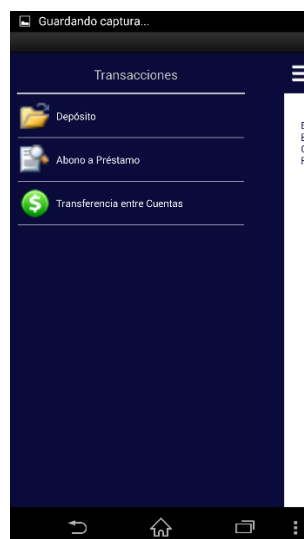 Guardando captura...
Transacciones
Depósito
Abono a Préstamo
Transferencia entre Cuentas